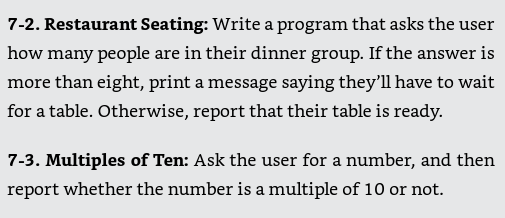 7-2. Restaurant Seating: Write a program that asks the user
how many people are in their dinner group. If the answer is
more than eight, print a message saying they’ll have to wait
for a table. Otherwise, report that their table is ready.
7-3. Multiples of Ten: Ask the user for a number, and then
report whether the number is a multiple of 10 or not.